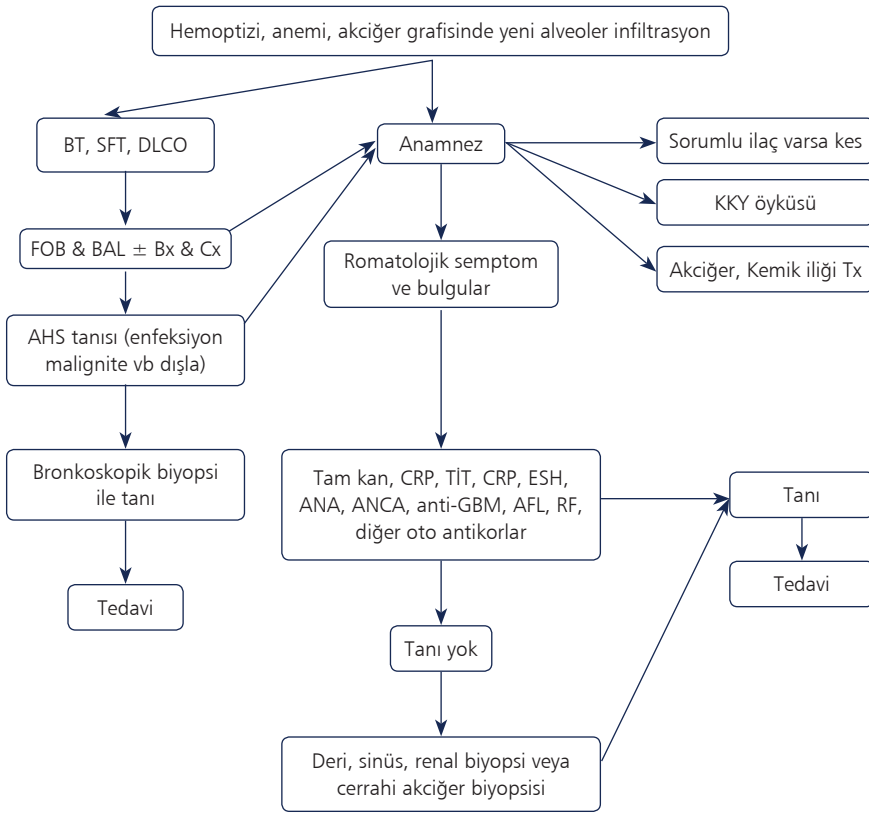 Hemoptizi, anemi, akciğer grafisinde yeni alveoler infiltrasyon
BT, SFT, DLCO
Anamnez
Sorumlu ilaç varsa kes
KKY öyküsü
Akciğer, Kemik iliği Tx
FOB & BAL ± Bx & Cx
Romatolojik semptom
ve bulgular
AHS tanısı (enfeksiyon
malignite vb dışla)
Bronkoskopik biyopsi
ile tanı
Tedavi
Tam kan, CRP, TİT, CRP, ESH,
ANA, ANCA, anti-GBM, AFL, RF,
diğer oto antikorlar
Tanı
Tedavi
Tanı yok
Deri, sinüs, renal biyopsi veya
cerrahi akciğer biyopsisi